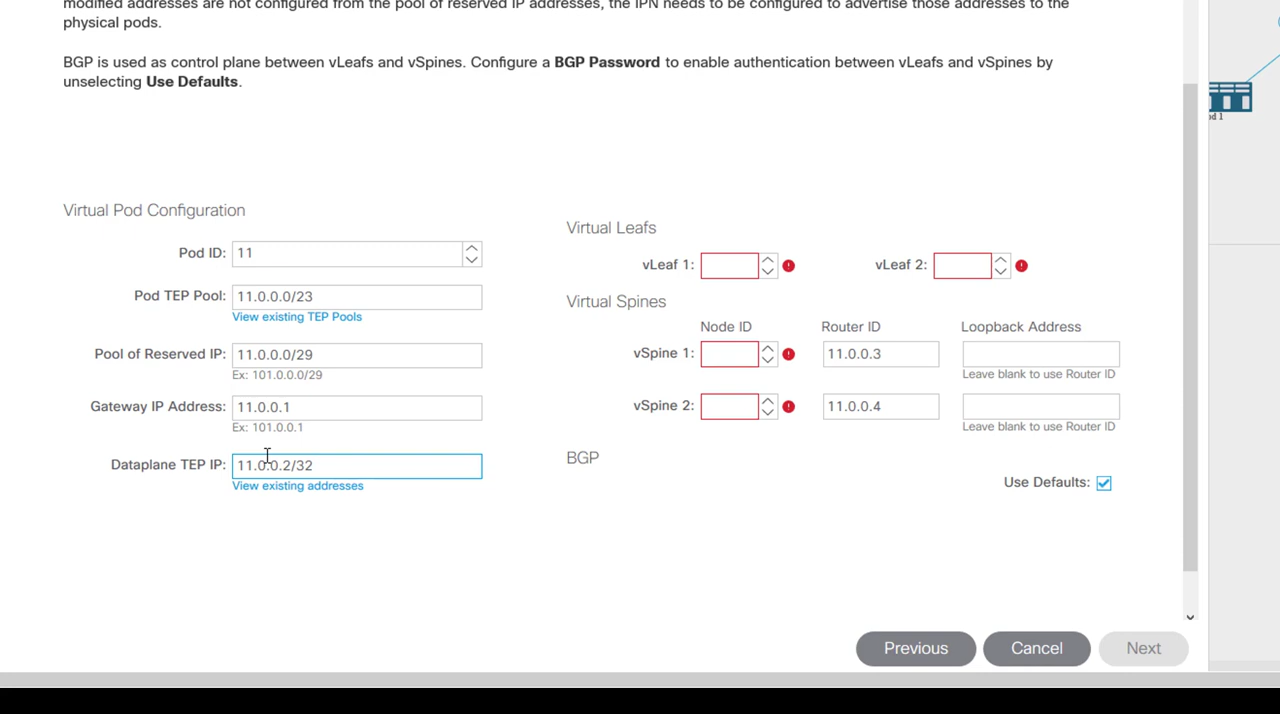 modified addresses are not configured from the pool of reserved IP addresses, the IPN needs to be configured to advertise those addresses to the
physical pods.
BGP is used as control plane between vLeafs and vSpines. Configure a BGP Password to enable authentication between vLeafs and vSpines by
unselecting Use Defaults.
Virtual Pod Configuration
Pod ID: 11
Pod TEP Pool: 11.0.0.0/23
View existing TEP Pools
Pool of Reserved IP: 11.0.0.0/29
Ex: 101.0.0.0/29
Gateway IP Address: 11.0.0.1
Ex: 101.0.0.1
Dataplane TEP IP: 11.0.0.2/32
View existing addresses
Virtual Leafs
vLeaf 1: vLeaf 2:
Virtual Spines
Node ID Router ID Loopback Address
vSpine 1: 11.0.0.3
Leave blank to use Router ID
vSpine 2: 11.0.0.4
Leave blank to use Router ID
BGP
Use Defaults:
Previous Cancel Next